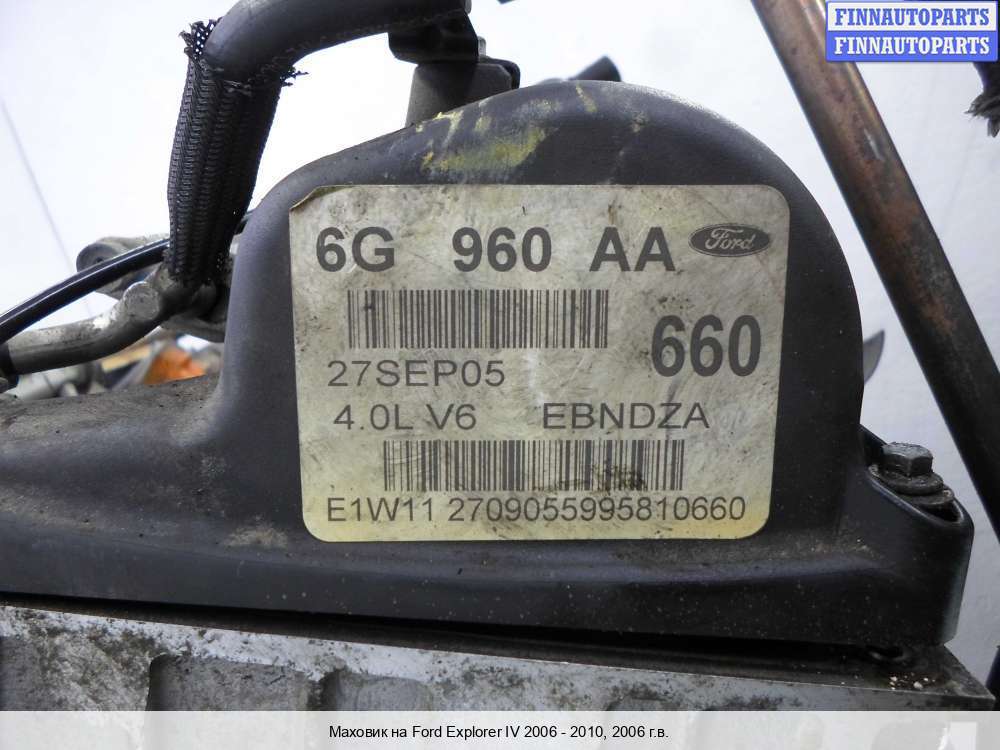 FINNAUTOPARTS
FINNAUTOPARTS
6G 960 AA Ford
660
27SEP05
4.0L V6 EBNDZA
E1W11 2709055995810660
Маховик на Ford Explorer IV 2006 - 2010, 2006 г.в.